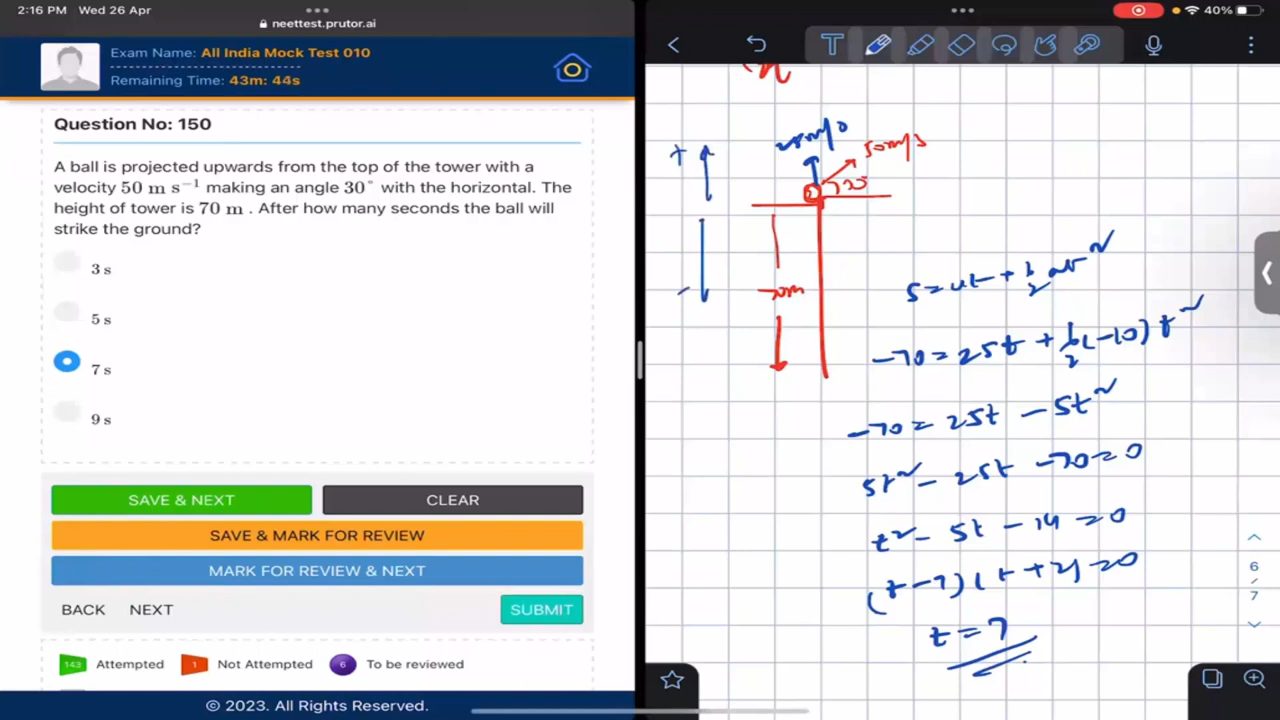 2:16 PM Wed 26 Apr
neettest.prutor.ai
40%
Exam Name: All India Mock Test 010
Remaining Time: 43m: 44s
Question No: 150
A ball is projected upwards from the top of the tower with a
velocity 50 m s⁻¹ making an angle 30° with the horizontal. The
height of tower is 70 m . After how many seconds the ball will
strike the ground?
3 s
5 s
7 s
9 s
SAVE & NEXT
CLEAR
SAVE & MARK FOR REVIEW
MARK FOR REVIEW & NEXT
BACK
NEXT
SUBMIT
143 Attempted
1 Not Attempted
6 To be reviewed
© 2023. All Rights Reserved.
T
+
25m/s
50m/s
30°
-
70m
s = ut + 1/2 at²
-70 = 25t + 1/2 (-10) t²
-70 = 25t - 5t²
5t² - 25t - 70 = 0
t² - 5t - 14 = 0
(t - 7) (t + 2) = 0
t = 7
6
/
7